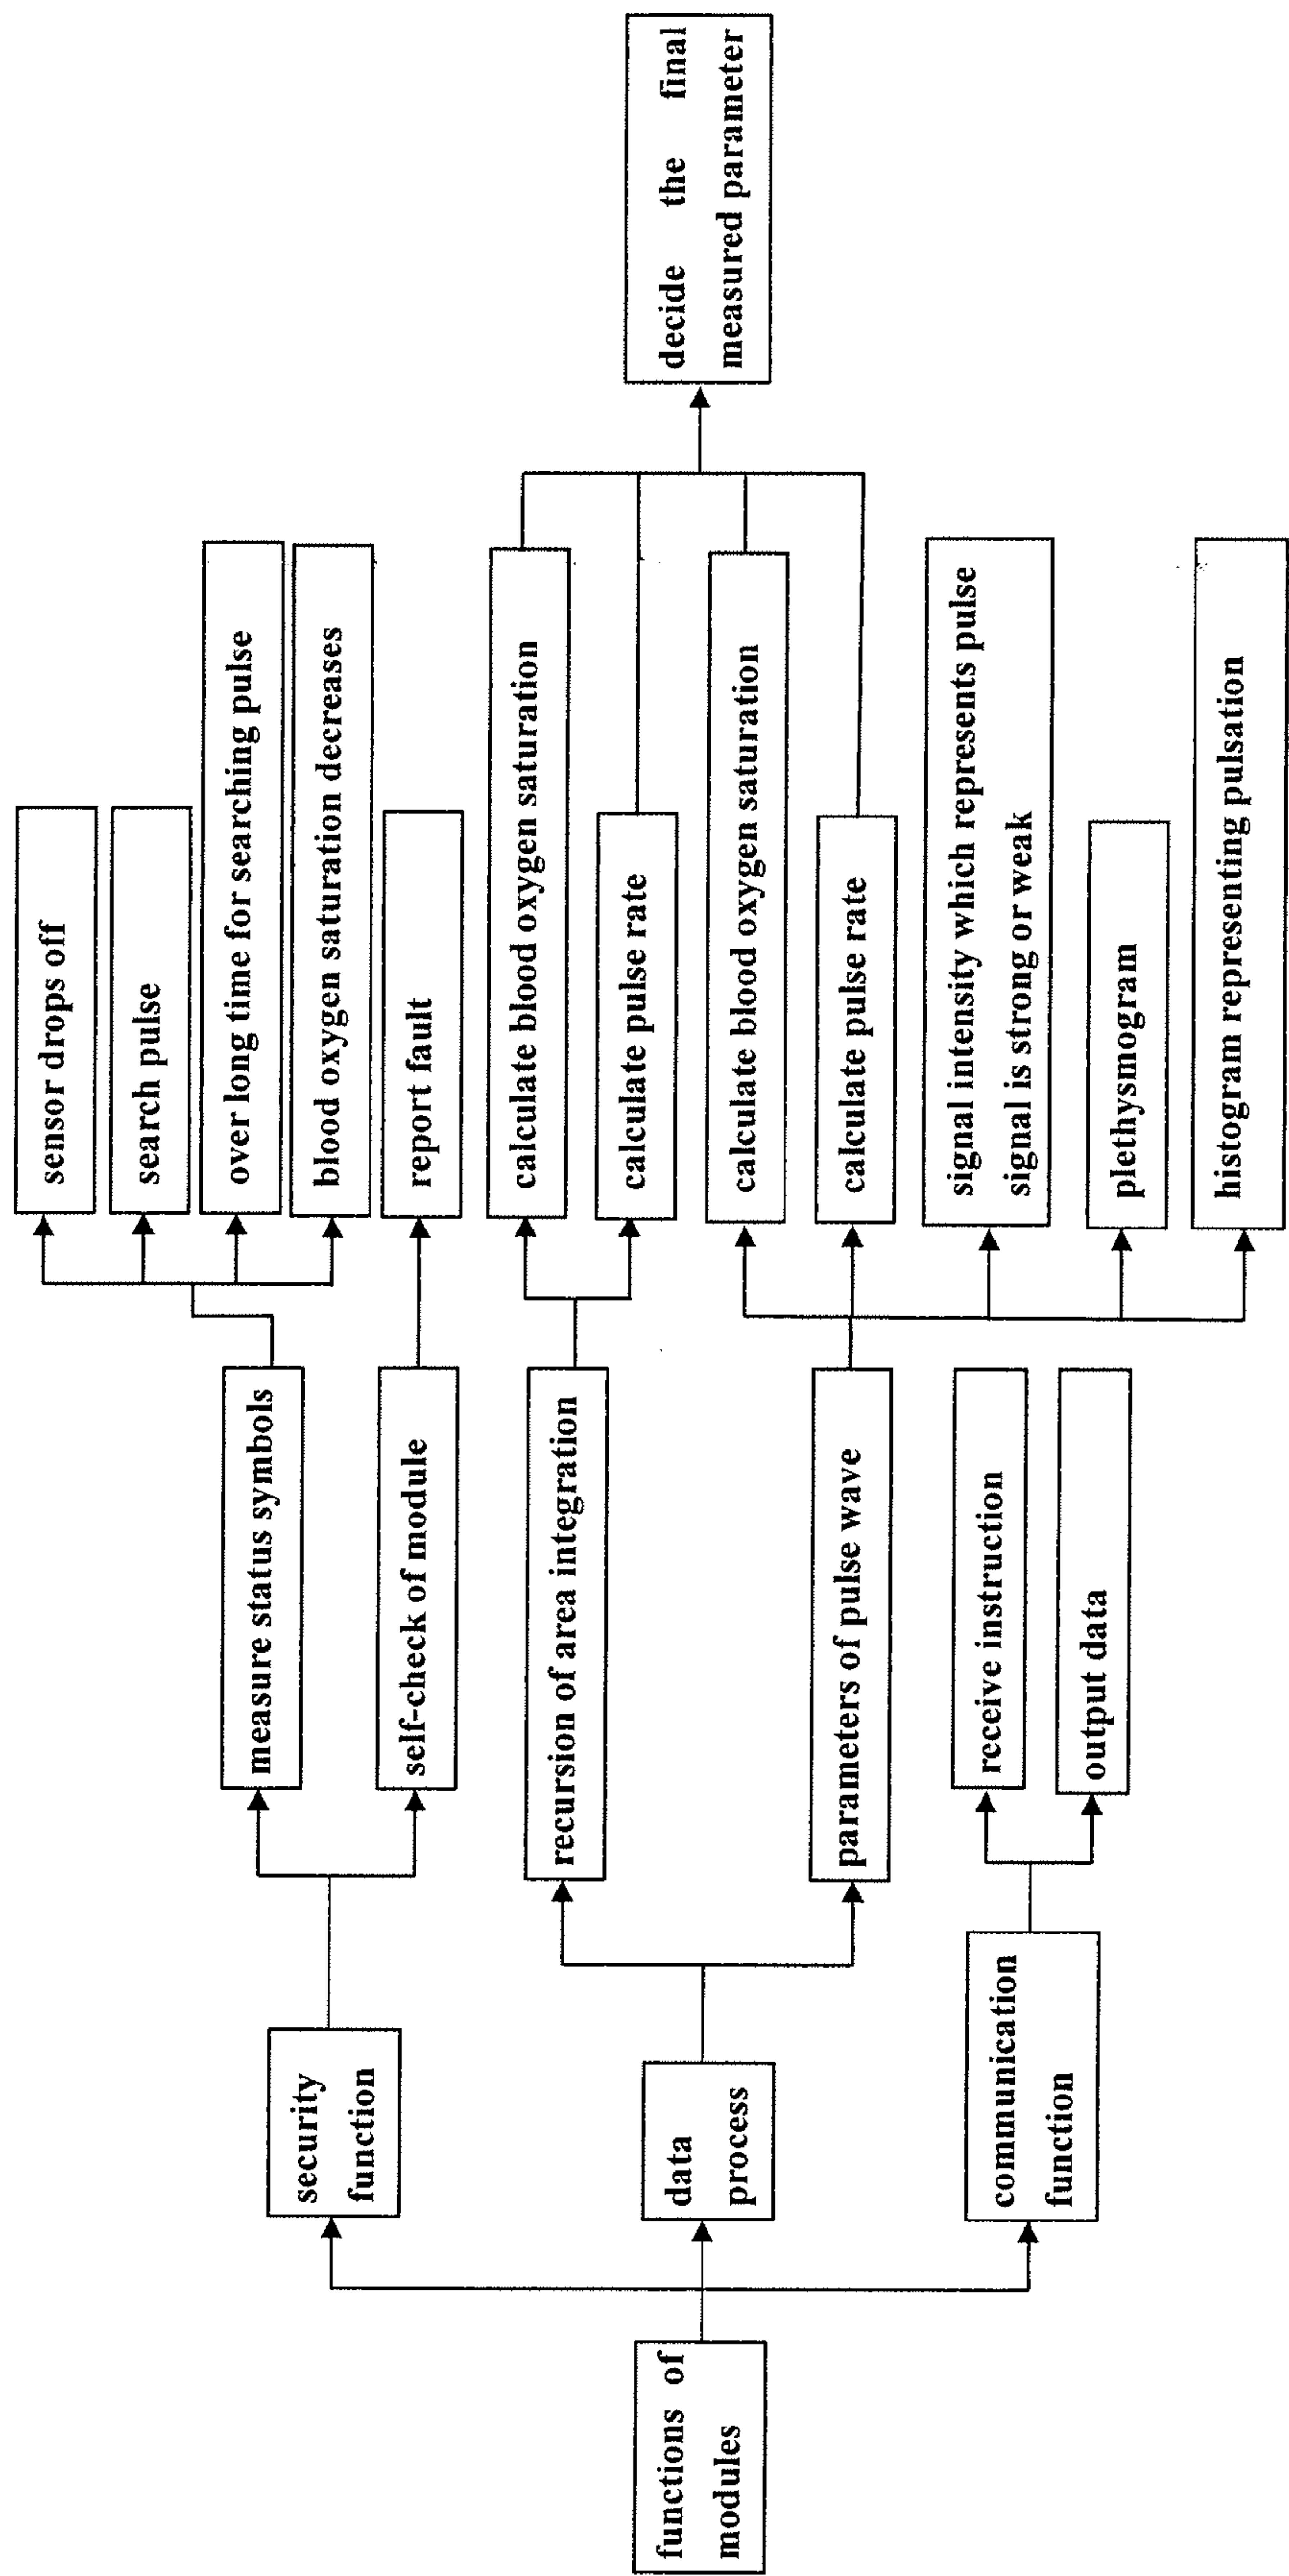 functions of
modules
security
function
data
process
communication
function
measure status symbols
self-check of module
recursion of area integration
parameters of pulse wave
receive instruction
output data
sensor drops off
search pulse
over long time for searching pulse
blood oxygen saturation decreases
report fault
calculate blood oxygen saturation
calculate pulse rate
calculate blood oxygen saturation
calculate pulse rate
signal intensity which represents pulse
signal is strong or weak
plethysmogram
histogram representing pulsation
decide the final
measured parameter